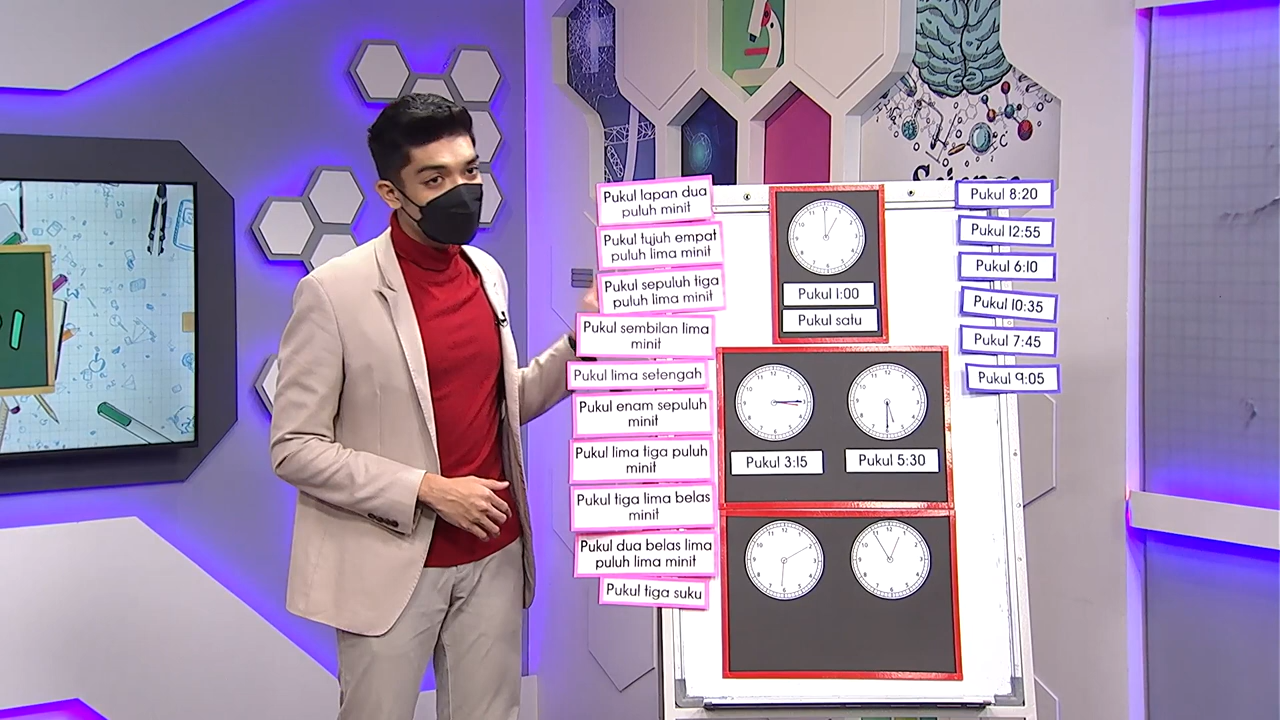 Science
Pukul lapan dua
puluh minit
Pukul tujuh empat
puluh lima minit
Pukul sepuluh tiga
puluh lima minit
Pukul sembilan lima
minit
Pukul lima setengah
Pukul enam sepuluh
minit
Pukul lima tiga puluh
minit
Pukul tiga lima belas
minit
Pukul dua belas lima
puluh lima minit
Pukul tiga suku
Pukul 1:00
Pukul satu
Pukul 3:15
Pukul 5:30
Pukul 8:20
Pukul 12:55
Pukul 6:10
Pukul 10:35
Pukul 7:45
Pukul 9:05